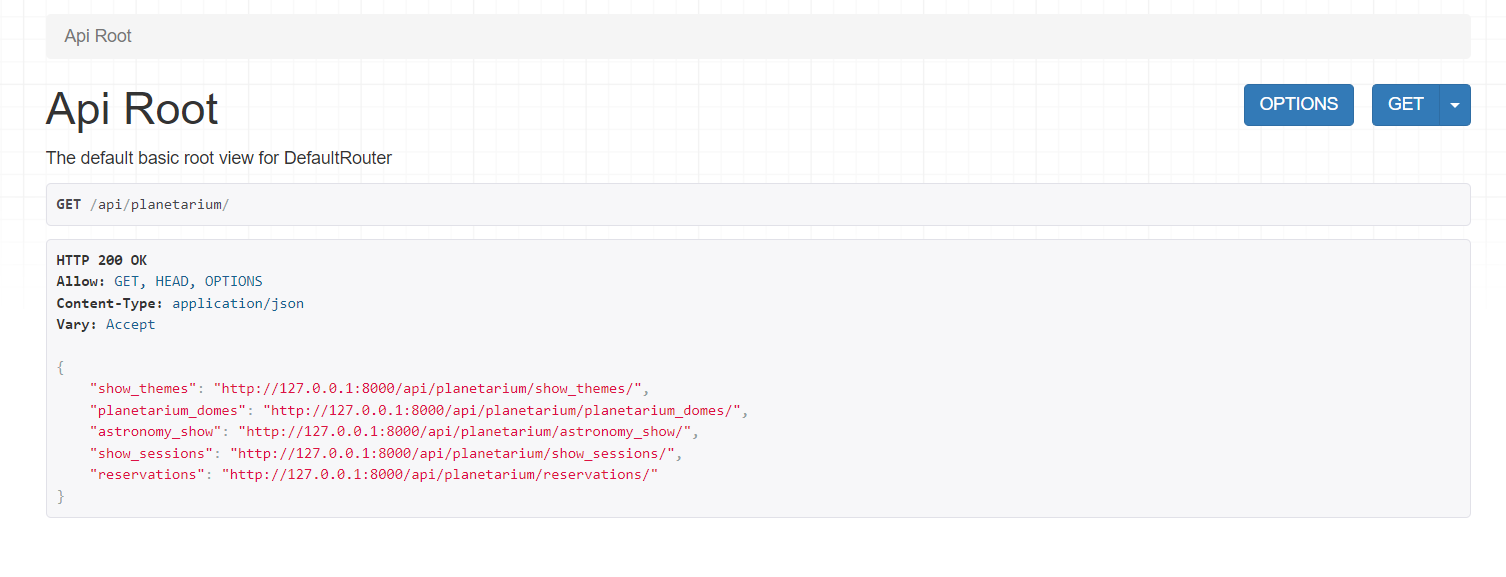 Api Root
Api Root
OPTIONS
GET
The default basic root view for DefaultRouter
GET /api/planetarium/
HTTP 200 OK
Allow: GET, HEAD, OPTIONS
Content-Type: application/json
Vary: Accept
{
    "show_themes": "http://127.0.0.1:8000/api/planetarium/show_themes/",
    "planetarium_domes": "http://127.0.0.1:8000/api/planetarium/planetarium_domes/",
    "astronomy_show": "http://127.0.0.1:8000/api/planetarium/astronomy_show/",
    "show_sessions": "http://127.0.0.1:8000/api/planetarium/show_sessions/",
    "reservations": "http://127.0.0.1:8000/api/planetarium/reservations/"
}